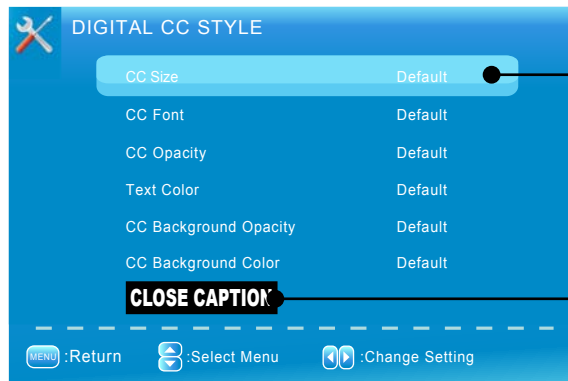 DIGITAL CC STYLE
CC Size Default
CC Font Default
CC Opacity Default
Text Color Default
CC Background Opacity Default
CC Background Color Default
CLOSE CAPTION
MENU :Return :Select Menu :Change Setting